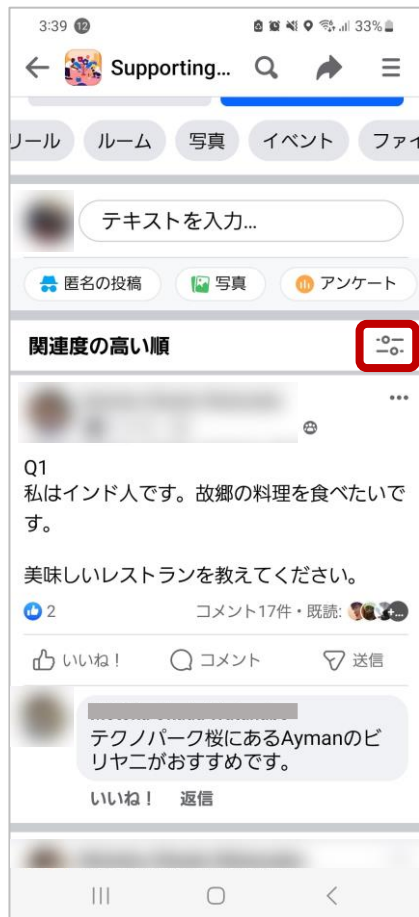 3:39 12 33%
Supporting...
リール ルーム 写真 イベント ファイ
テキストを入力...
匿名の投稿 写真 アンケート
関連度の高い順
Q1
私はインド人です。故郷の料理を食べたいで
す。
美味しいレストランを教えてください。
2 コメント17件・既読:
いいね! コメント 送信
テクノパーク桜にあるAymanのビ
リヤニがおすすめです。
いいね! 返信